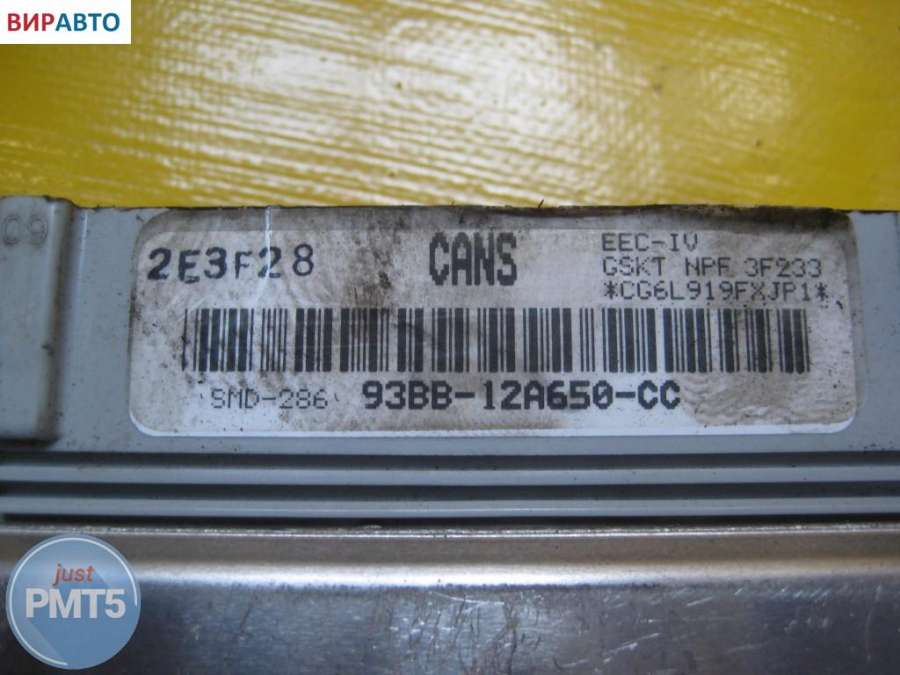 ВИРАВТО
C9
2E3F28
CANS
EEC-IV
GSKT NPF 3F233
*CG6L919FXJP1*
SMD-286
93BB-12A650-CC
just
PMT5